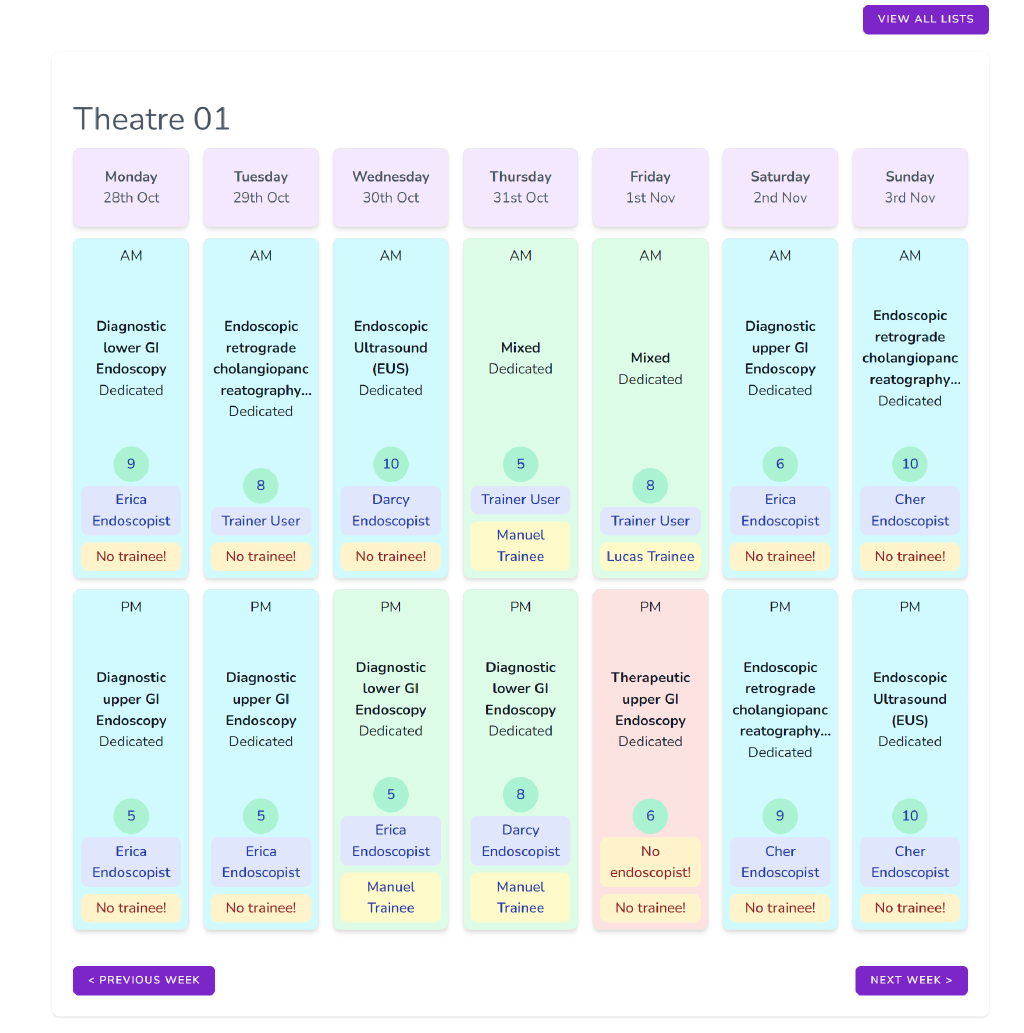 VIEW ALL LISTS
Theatre 01
Monday
28th Oct
Tuesday
29th Oct
Wednesday
30th Oct
Thursday
31st Oct
Friday
1st Nov
Saturday
2nd Nov
Sunday
3rd Nov
AM
Diagnostic
lower GI
Endoscopy
Dedicated
9
Erica
Endoscopist
No trainee!
AM
Endoscopic
retrograde
cholangiopanc
reatography...
Dedicated
8
Trainer User
No trainee!
AM
Endoscopic
Ultrasound
(EUS)
Dedicated
10
Darcy
Endoscopist
No trainee!
AM
Mixed
Dedicated
5
Trainer User
Manuel
Trainee
AM
Mixed
Dedicated
8
Trainer User
Lucas Trainee
AM
Diagnostic
upper GI
Endoscopy
Dedicated
6
Erica
Endoscopist
No trainee!
AM
Endoscopic
retrograde
cholangiopanc
reatography...
Dedicated
10
Cher
Endoscopist
No trainee!
PM
Diagnostic
upper GI
Endoscopy
Dedicated
5
Erica
Endoscopist
No trainee!
PM
Diagnostic
upper GI
Endoscopy
Dedicated
5
Erica
Endoscopist
No trainee!
PM
Diagnostic
lower GI
Endoscopy
Dedicated
5
Erica
Endoscopist
Manuel
Trainee
PM
Diagnostic
lower GI
Endoscopy
Dedicated
8
Darcy
Endoscopist
Manuel
Trainee
PM
Therapeutic
upper GI
Endoscopy
Dedicated
6
No
endoscopist!
No trainee!
PM
Endoscopic
retrograde
cholangiopanc
reatography...
Dedicated
9
Cher
Endoscopist
No trainee!
PM
Endoscopic
Ultrasound
(EUS)
Dedicated
10
Cher
Endoscopist
No trainee!
< PREVIOUS WEEK
NEXT WEEK >